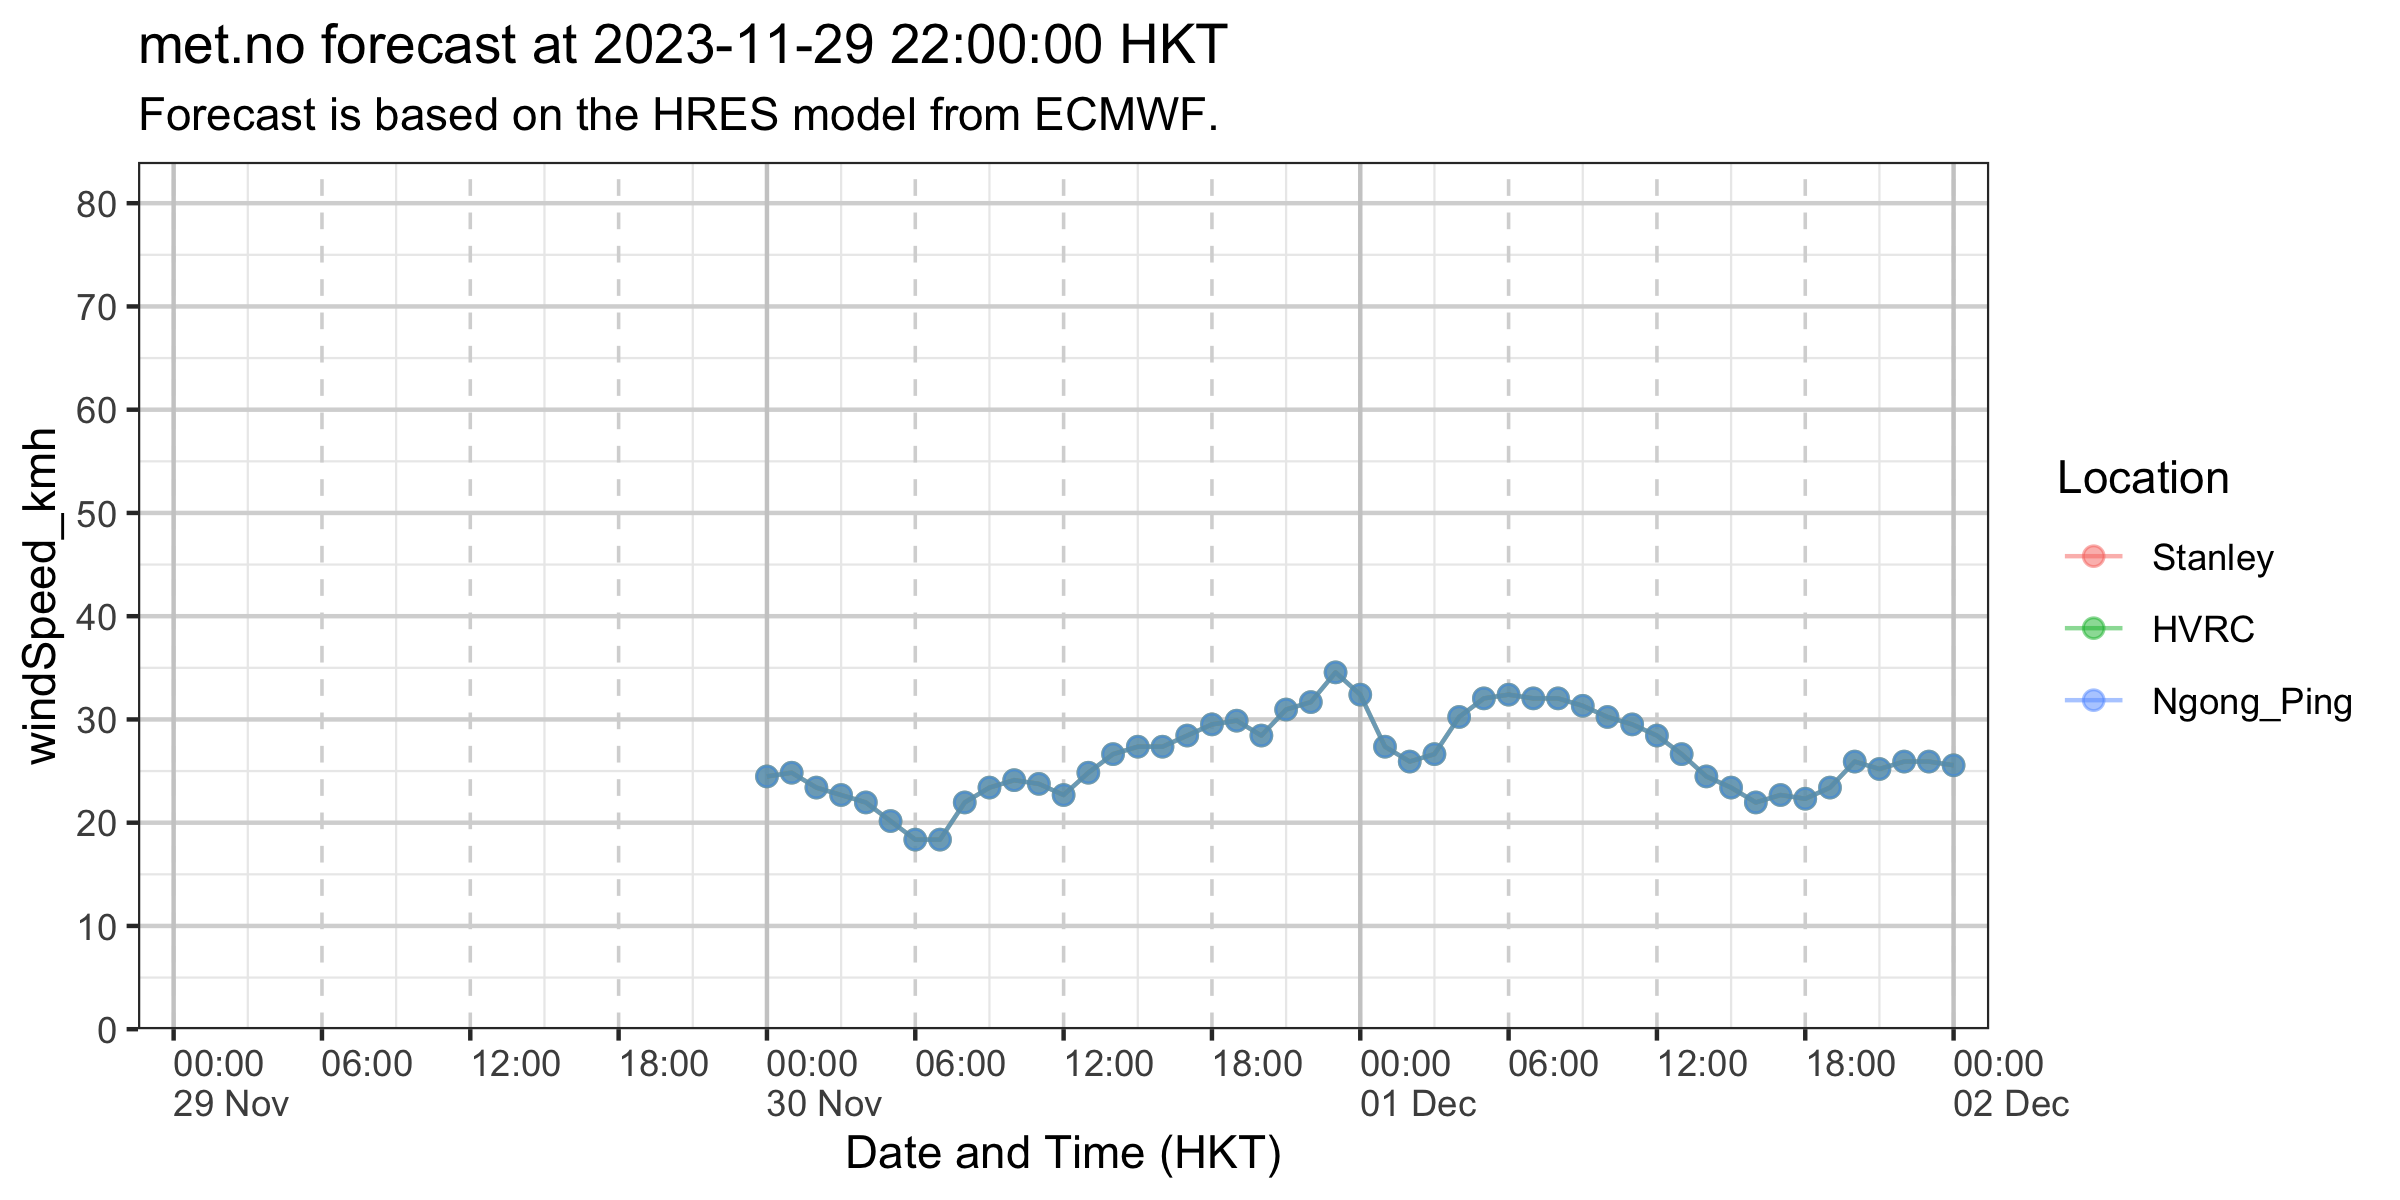 met.no forecast at 2023-11-29 22:00:00 HKT
Forecast is based on the HRES model from ECMWF.
windSpeed_kmh
80
70
60
50
40
30
20
10
0
00:00 06:00 12:00 18:00 00:00 06:00 12:00 18:00 00:00 06:00 12:00 18:00 00:00
29 Nov 30 Nov 01 Dec 02 Dec
Date and Time (HKT)
Location
Stanley
HVRC
Ngong_Ping